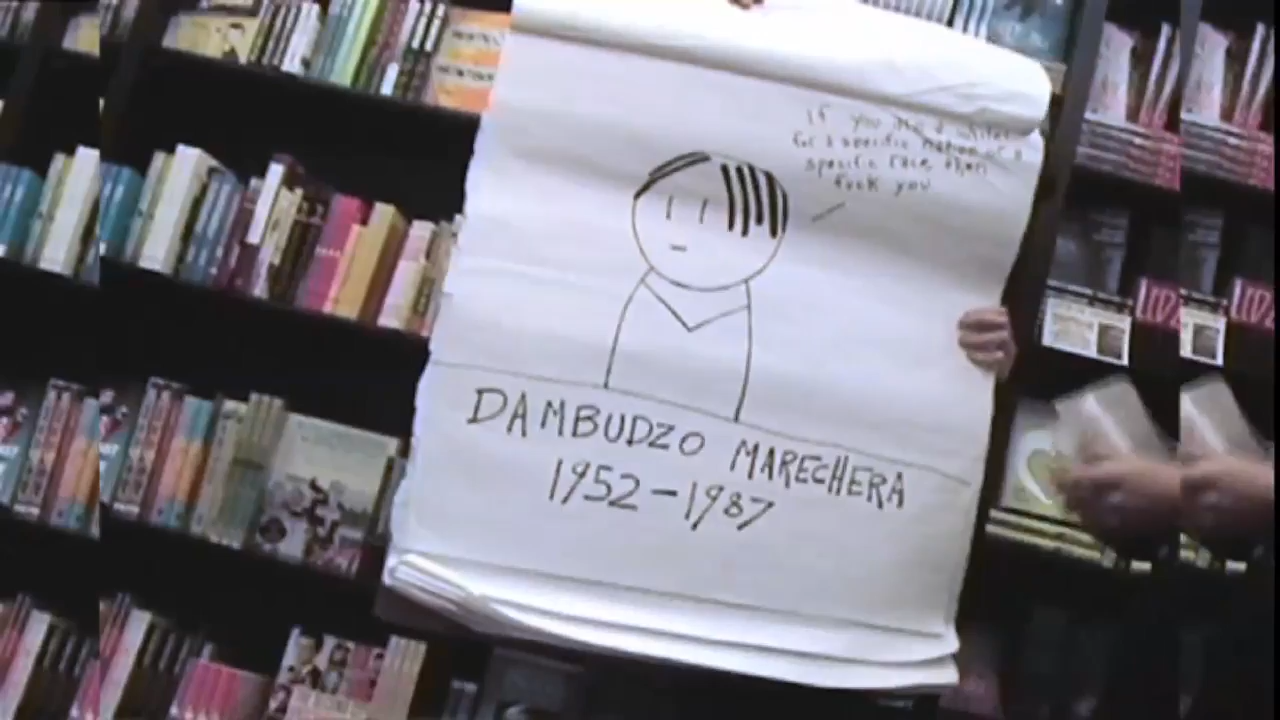 If you are a writer
for a specific nation or a
specific race, then
fuck you
DAMBUDZO MARECHERA
1952-1987